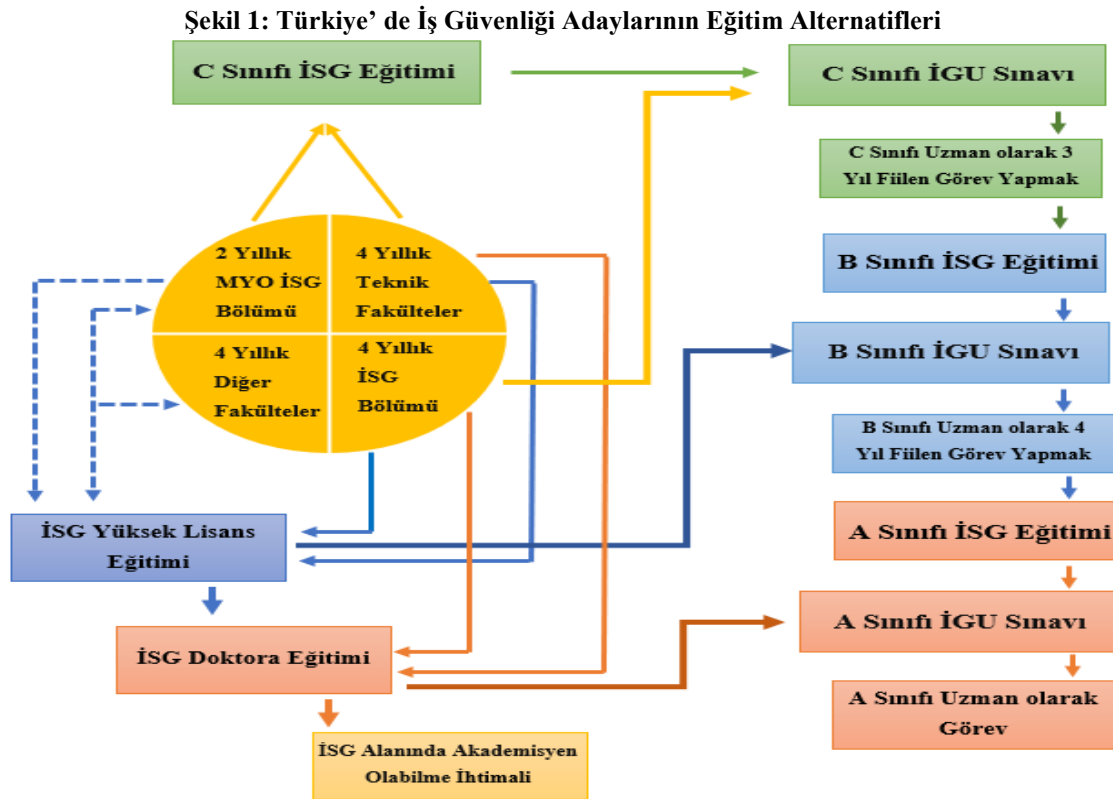 Şekil 1: Türkiye’ de İş Güvenliği Adaylarının Eğitim Alternatifleri
C Sınıfı İSG Eğitimi
C Sınıfı İGU Sınavı
C Sınıfı Uzman olarak 3
Yıl Fiilen Görev Yapmak
2 Yıllık
MYO İSG
Bölümü
4 Yıllık
Teknik
Fakülteler
4 Yıllık
Diğer
Fakülteler
4 Yıllık
İSG
Bölümü
B Sınıfı İSG Eğitimi
B Sınıfı İGU Sınavı
B Sınıfı Uzman olarak 4
Yıl Fiilen Görev Yapmak
İSG Yüksek Lisans
Eğitimi
A Sınıfı İSG Eğitimi
İSG Doktora Eğitimi
A Sınıfı İGU Sınavı
İSG Alanında Akademisyen
Olabilme İhtimali
A Sınıfı Uzman olarak
Görev